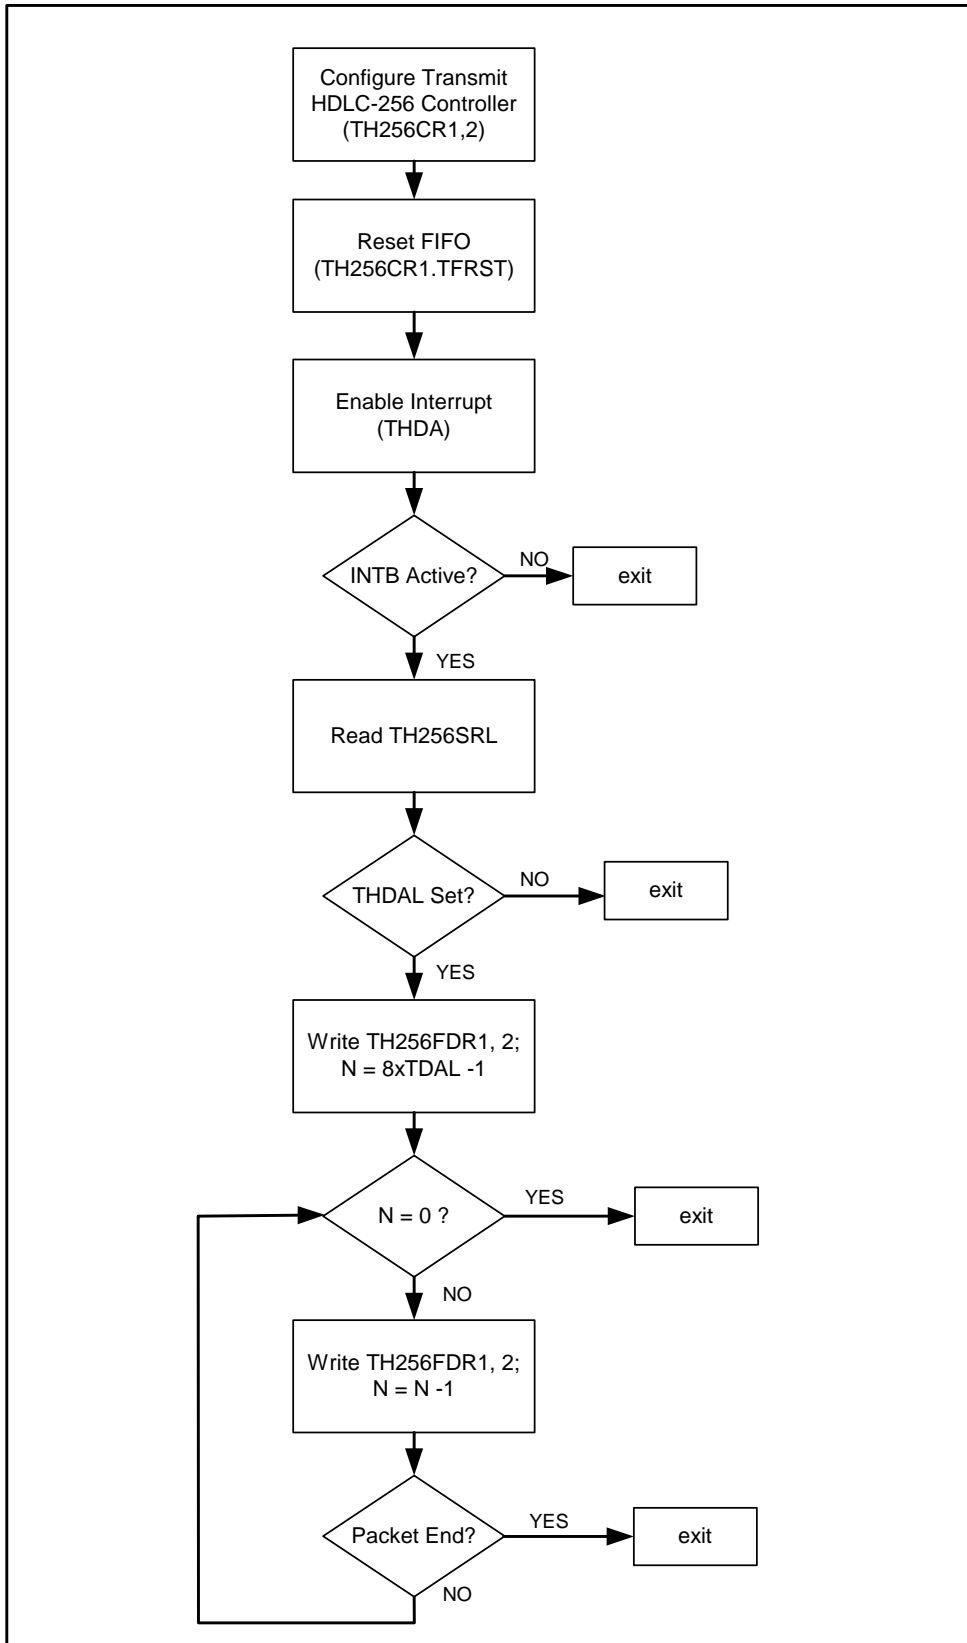 Configure Transmit
HDLC-256 Controller
(TH256CR1,2)
Reset FIFO
(TH256CR1.TFRST)
Enable Interrupt
(THDA)
INTB Active?
NO
exit
YES
Read TH256SRL
THDAL Set?
NO
exit
YES
Write TH256FDR1, 2;
N = 8xTDAL -1
N = 0 ?
YES
exit
NO
Write TH256FDR1, 2;
N = N -1
Packet End?
YES
exit
NO